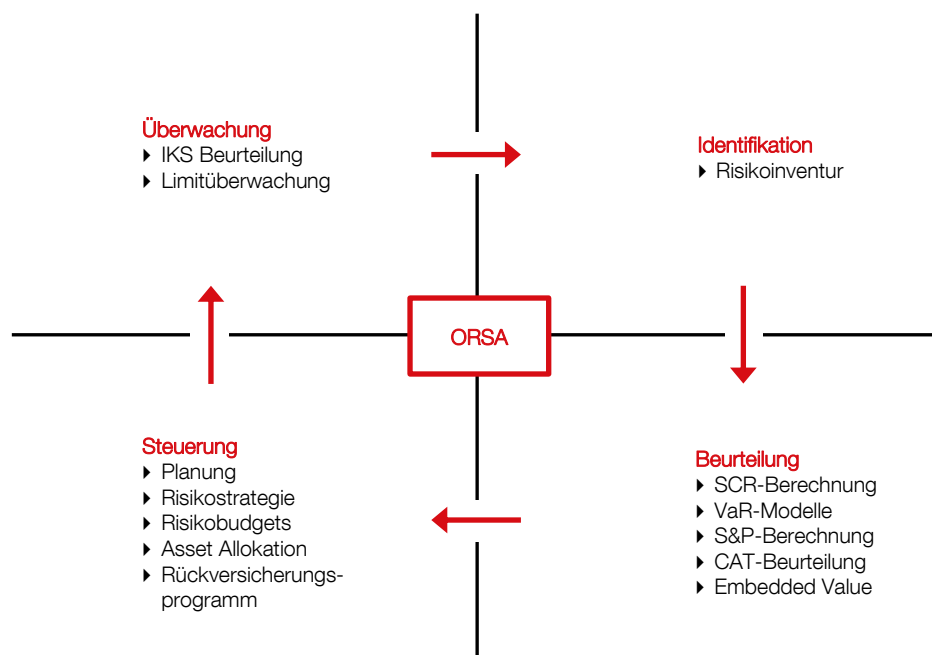 Überwachung
IKS Beurteilung
Limitüberwachung
Identifikation
Risikoinventur
ORSA
Steuerung
Planung
Risikostrategie
Risikobudgets
Asset Allokation
Rückversicherungs-
programm
Beurteilung
SCR-Berechnung
VaR-Modelle
S&P-Berechnung
CAT-Beurteilung
Embedded Value